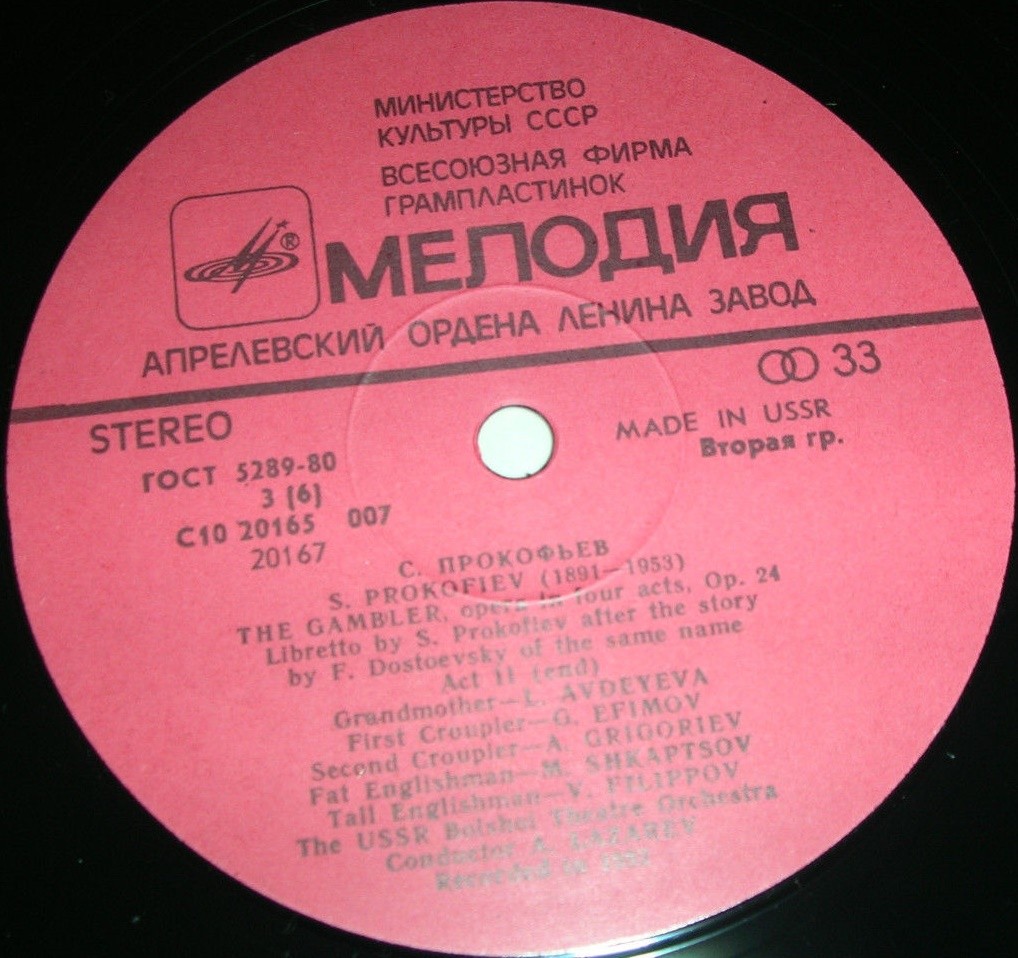 МИНИСТЕРСТВО
КУЛЬТУРЫ СССР
ВСЕСОЮЗНАЯ ФИРМА
ГРАМПЛАСТИНОК
®
МЕЛОДИЯ
АПРЕЛЕВСКИЙ ОРДЕНА ЛЕНИНА ЗАВОД
33
STEREO
MADE IN USSR
Вторая гр.
ГОСТ 5289-80
3 (6)
С10 20165 007
20167
С. ПРОКОФЬЕВ
S. PROKOFIEV (1891—1953)
THE GAMBLER, opera in four acts, Op. 24
Libretto by S. Prokofiev after the story
by F. Dostoevsky of the same name
Act II (end)
Grandmother—L. AVDEYEVA
First Croupier—G. EFIMOV
Second Croupier—A. GRIGORIEV
Fat Englishman—M. SHKAPTSOV
Tall Englishman—V. FILIPPOV
The USSR Bolshoi Theatre Orchestra
Conductor A. LAZAREV
Recorded in